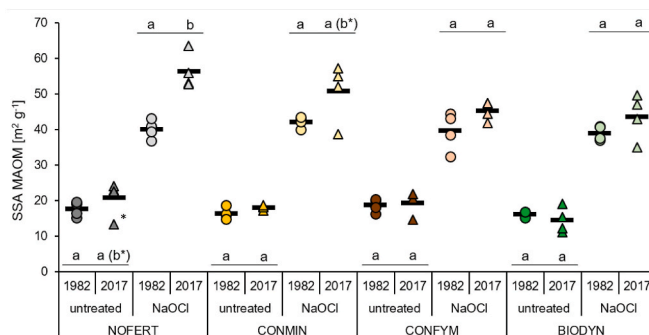 70
60
50
40
30
20
10
0
SSA MAOM [m² g⁻¹]
a b
a a (b*)
a a
a a
*
a a (b*)
a a
a a
a a
1982 2017 1982 2017 1982 2017 1982 2017 1982 2017 1982 2017 1982 2017 1982 2017
untreated NaOCl untreated NaOCl untreated NaOCl untreated NaOCl
NOFERT CONMIN CONFYM BIODYN